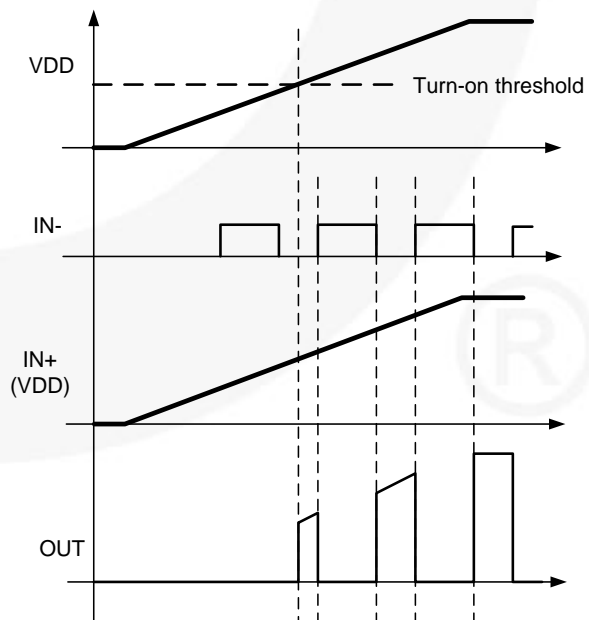 VDD
Turn-on threshold
IN-
IN+
(VDD)
®
OUT